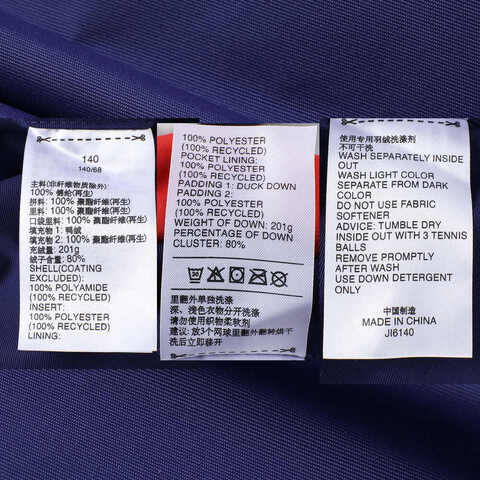 140
140/68
主料(非纤维物质除外):
100% 锦纶(再生)
拼料: 100% 聚酯纤维(再生)
里料: 100% 聚酯纤维(再生)
口袋里料: 100% 聚酯纤维(再生)
填充物1: 鸭绒
填充物2: 100% 聚酯纤维(再生)
充绒量: 201g
绒子含量: 80%
SHELL(COATING
EXCLUDED):
100% POLYAMIDE
(100% RECYCLED)
INSERT:
100% POLYESTER
(100% RECYCLED)
LINING:
100% POLYESTER
(100% RECYCLED)
POCKET LINING:
100% POLYESTER
(100% RECYCLED)
PADDING 1: DUCK DOWN
PADDING 2:
100% POLYESTER
(100% RECYCLED)
WEIGHT OF DOWN: 201g
PERCENTAGE OF DOWN
CLUSTER: 80%
里翻外单独洗涤
深、浅色衣物分开洗涤
请勿使用织物柔软剂
建议: 放3个网球里翻外翻转烘干
洗后立即移开
使用专用羽绒洗涤剂
不可干洗
WASH SEPARATELY INSIDE
OUT
WASH LIGHT COLOR
SEPARATE FROM DARK
COLOR
DO NOT USE FABRIC
SOFTENER
ADVICE: TUMBLE DRY
INSIDE OUT WITH 3 TENNIS
BALLS
REMOVE PROMPTLY
AFTER WASH
USE DOWN DETERGENT
ONLY
中国制造
MADE IN CHINA
JI6140